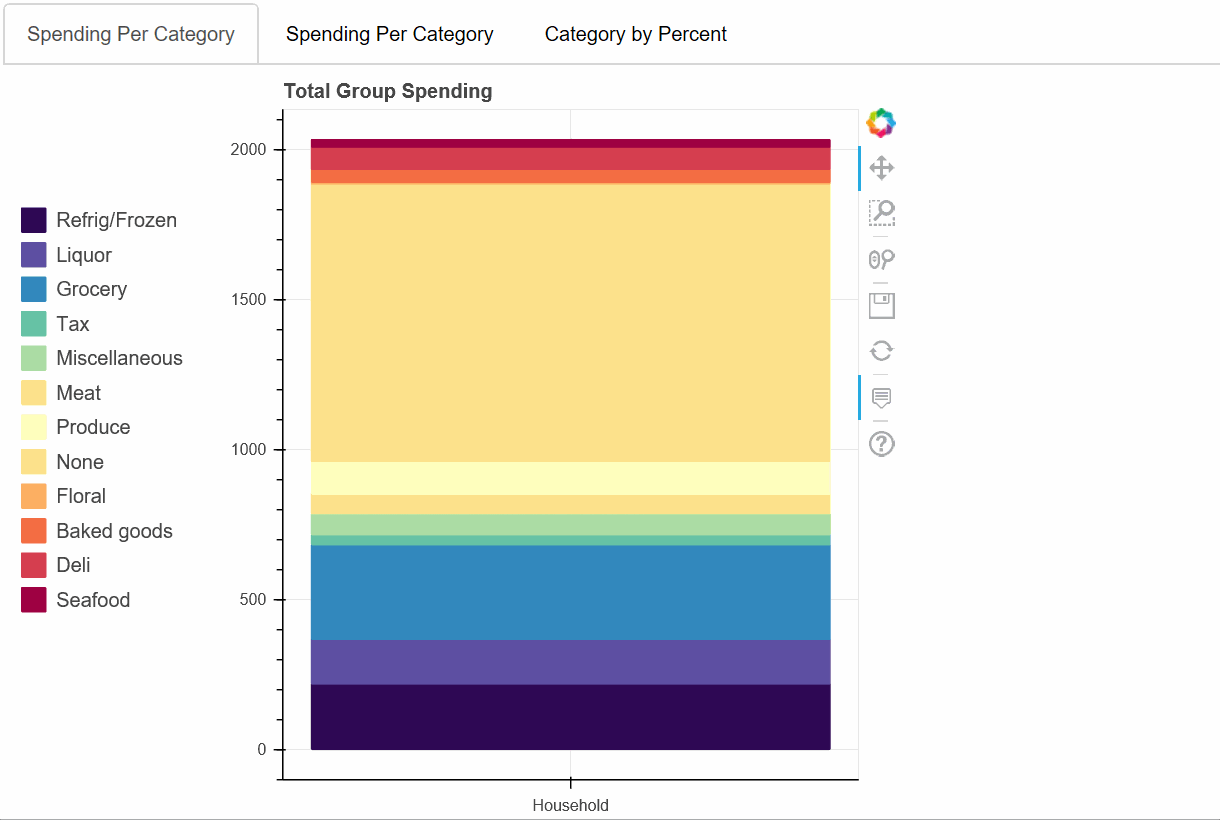 Spending Per Category
Spending Per Category
Category by Percent
Total Group Spending
Refrig/Frozen
Liquor
Grocery
Tax
Miscellaneous
Meat
Produce
None
Floral
Baked goods
Deli
Seafood
2000
1500
1000
500
0
Household